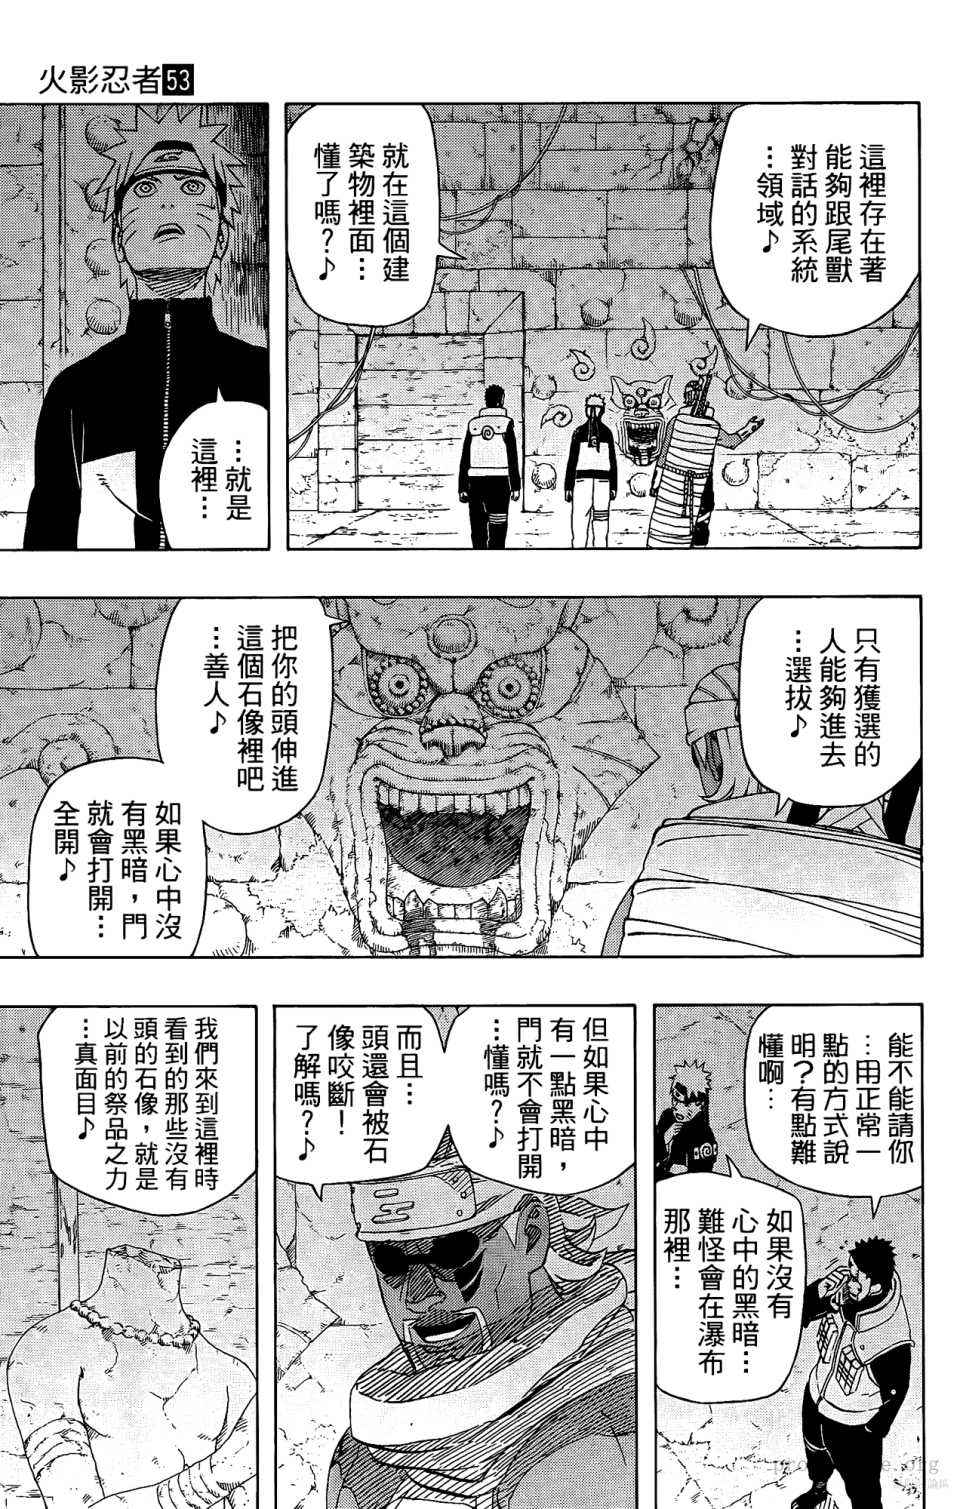 火影忍者53
這裡存在著
能夠跟尾獸
對話的系統
…領域♪
就在這個建
築物裡面…
懂了嗎？♪
…就是
這裡…
只有獲選的
人能夠進去
…選拔♪
把你的頭伸進
這個石像裡吧
…善人♪
如果心中沒
有黑暗，門
就會打開…
全開♪
能不能請你
…用正常一
點的方式說
明？有點難
懂啊…
如果沒有
心中的黑暗…
難怪會在瀑布
那裡…
但如果心中
有一點黑暗，
門就不會打開
…懂嗎？♪
而且…
頭還會被石
像咬斷！
了解嗎？♪
我們來到這裡時
看到的那些沒有
頭的石像，就是
以前的祭品之力
…真面目♪